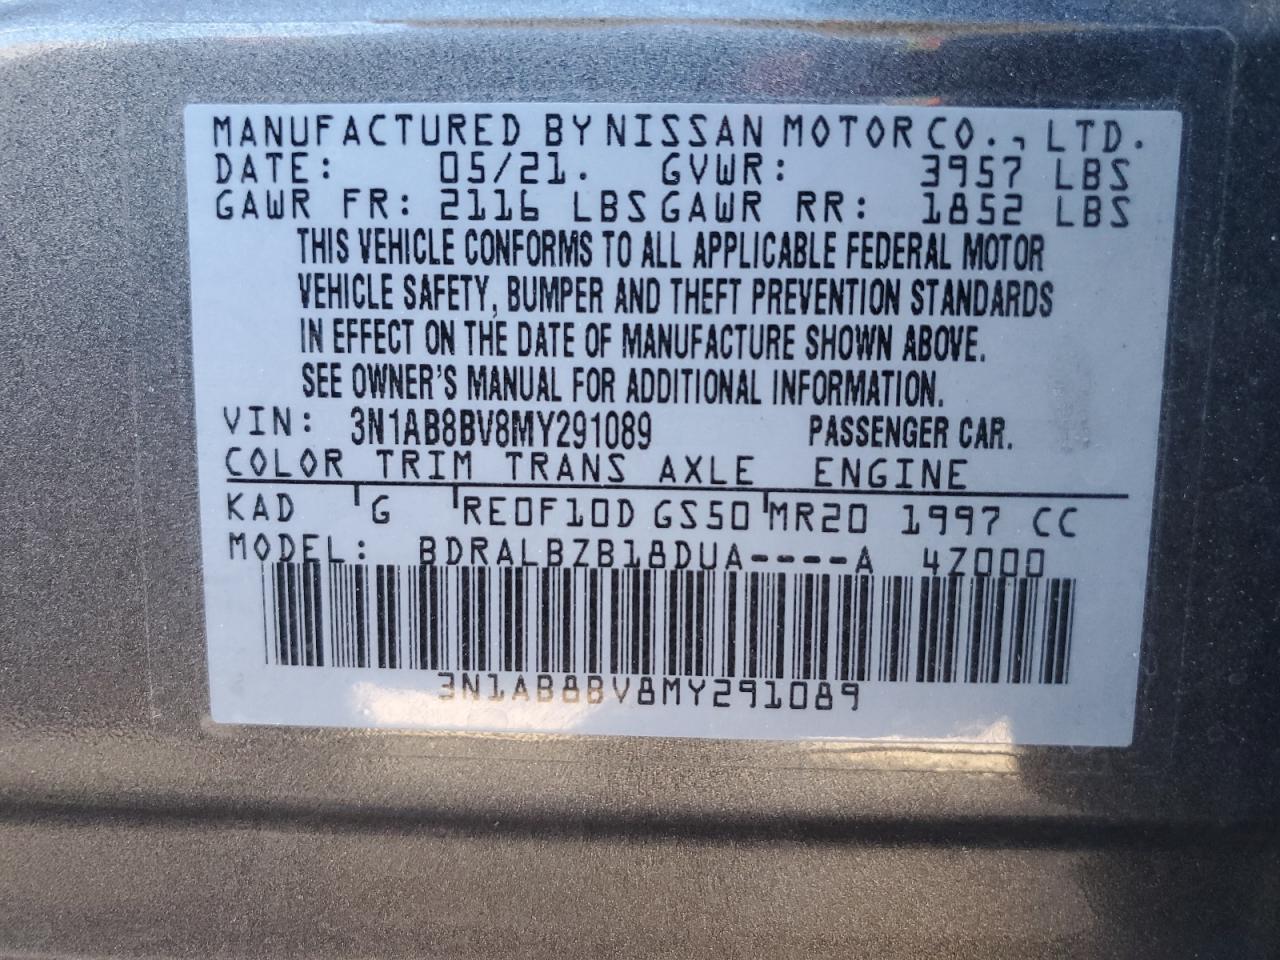 MANUFACTURED BY NISSAN MOTOR CO., LTD.
DATE: 05/21. GVWR: 3957 LBS
GAWR FR: 2116 LBS GAWR RR: 1852 LBS
THIS VEHICLE CONFORMS TO ALL APPLICABLE FEDERAL MOTOR
VEHICLE SAFETY, BUMPER AND THEFT PREVENTION STANDARDS
IN EFFECT ON THE DATE OF MANUFACTURE SHOWN ABOVE.
SEE OWNER'S MANUAL FOR ADDITIONAL INFORMATION.
VIN: 3N1AB8BV8MY291089 PASSENGER CAR.
COLOR TRIM TRANS AXLE ENGINE
KAD G RE0F10D GS50 MR20 1997 CC
MODEL: BDRALBZB18DUA----A 4Z000
3N1AB8BV8MY291089